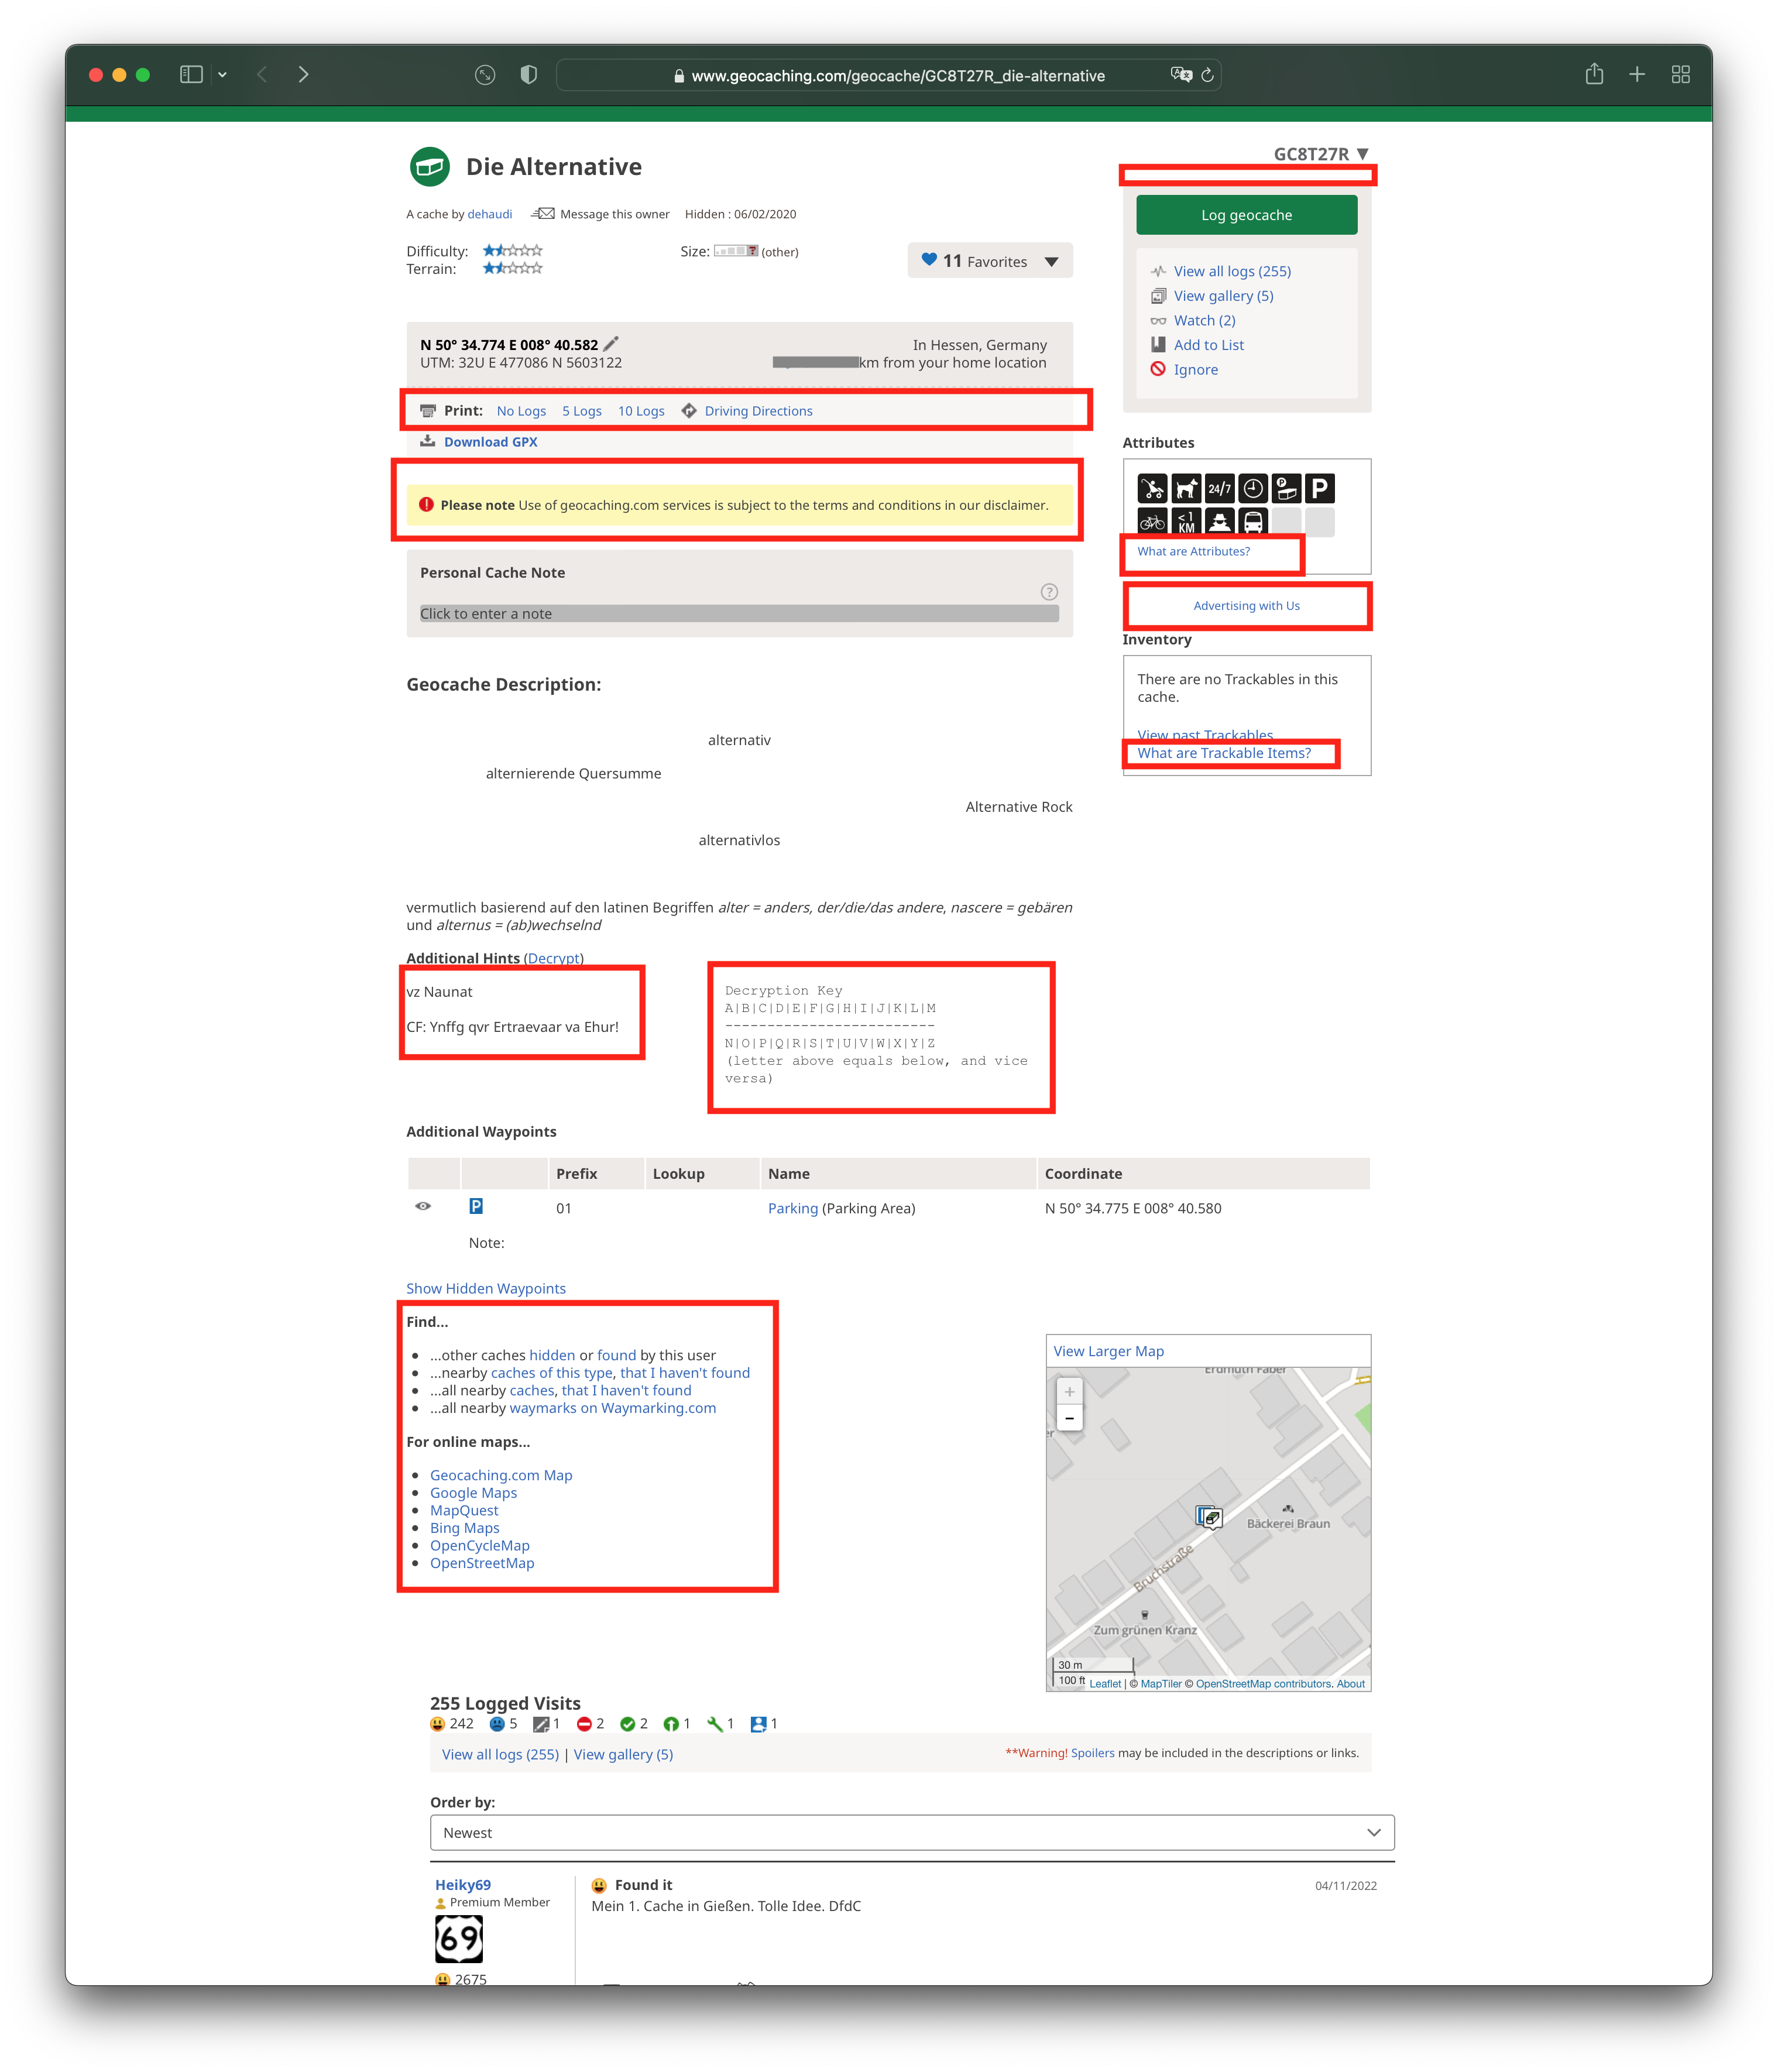 www.geocaching.com/geocache/GC8T27R_die-alternative
Die Alternative
GC8T27R ▼
A cache by dehaudi Message this owner Hidden : 06/02/2020
Difficulty:
Terrain:
Size: (other)
11 Favorites
Log geocache
View all logs (255)
View gallery (5)
Watch (2)
Add to List
Ignore
N 50° 34.774 E 008° 40.582
UTM: 32U E 477086 N 5603122
In Hessen, Germany
km from your home location
Print: No Logs 5 Logs 10 Logs Driving Directions
Download GPX
Please note Use of geocaching.com services is subject to the terms and conditions in our disclaimer.
Personal Cache Note
Click to enter a note
Attributes
24/7 P P
< 1 KM
What are Attributes?
Advertising with Us
Inventory
There are no Trackables in this
cache.
View past Trackables
What are Trackable Items?
Geocache Description:
alternativ
alternierende Quersumme
Alternative Rock
alternativlos
vermutlich basierend auf den latinen Begriffen alter = anders, der/die/das andere, nascere = gebären
und alternus = (ab)wechselnd
Additional Hints (Decrypt)
vz Naunat
CF: Ynffg qvr Ertraevaar va Ehur!
Decryption Key
A|B|C|D|E|F|G|H|I|J|K|L|M
-------------------------
N|O|P|Q|R|S|T|U|V|W|X|Y|Z
(letter above equals below, and vice
versa)
Additional Waypoints
Prefix Lookup Name Coordinate
P 01 Parking (Parking Area) N 50° 34.775 E 008° 40.580
Note:
Show Hidden Waypoints
Find...
...other caches hidden or found by this user
...nearby caches of this type, that I haven't found
...all nearby caches, that I haven't found
...all nearby waymarks on Waymarking.com
For online maps...
Geocaching.com Map
Google Maps
MapQuest
Bing Maps
OpenCycleMap
OpenStreetMap
View Larger Map
Erdmuth Faber
+
−
er
Bäckerei Braun
Bruchstraße
Zum grünen Kranz
30 m
100 ft
Leaflet | © MapTiler © OpenStreetMap contributors. About
255 Logged Visits
242 5 1 2 2 1 1 1
View all logs (255) | View gallery (5)
**Warning! Spoilers may be included in the descriptions or links.
Order by:
Newest
Heiky69
Premium Member
69
2675
Found it
04/11/2022
Mein 1. Cache in Gießen. Tolle Idee. DfdC